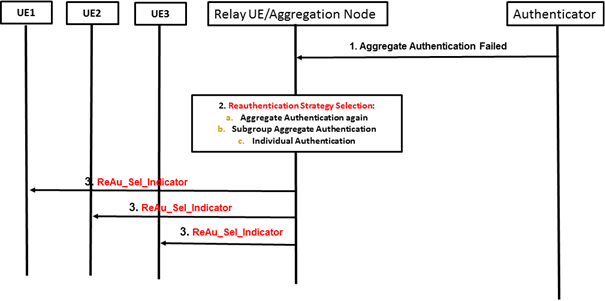 UE1 UE2 UE3 Relay UE/Aggregation Node Authenticator
1. Aggregate Authentication Failed
2. Reauthentication Strategy Selection:
a. Aggregate Authentication again
b. Subgroup Aggregate Authentication
c. Individual Authentication
3. ReAu_Sel_Indicator
3. ReAu_Sel_Indicator
3. ReAu_Sel_Indicator